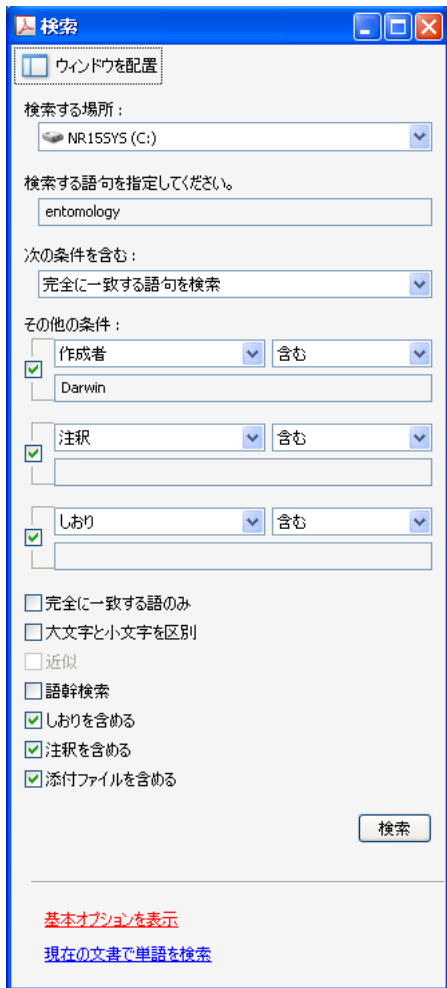 検索
ウィンドウを配置
検索する場所：
NR15SYS (C:)
検索する語句を指定してください。
entomology
次の条件を含む：
完全に一致する語句を検索
その他の条件：
作成者 含む
Darwin
注釈 含む
しおり 含む
完全に一致する語のみ
大文字と小文字を区別
近似
語幹検索
しおりを含める
注釈を含める
添付ファイルを含める
検索
基本オプションを表示
現在の文書で単語を検索